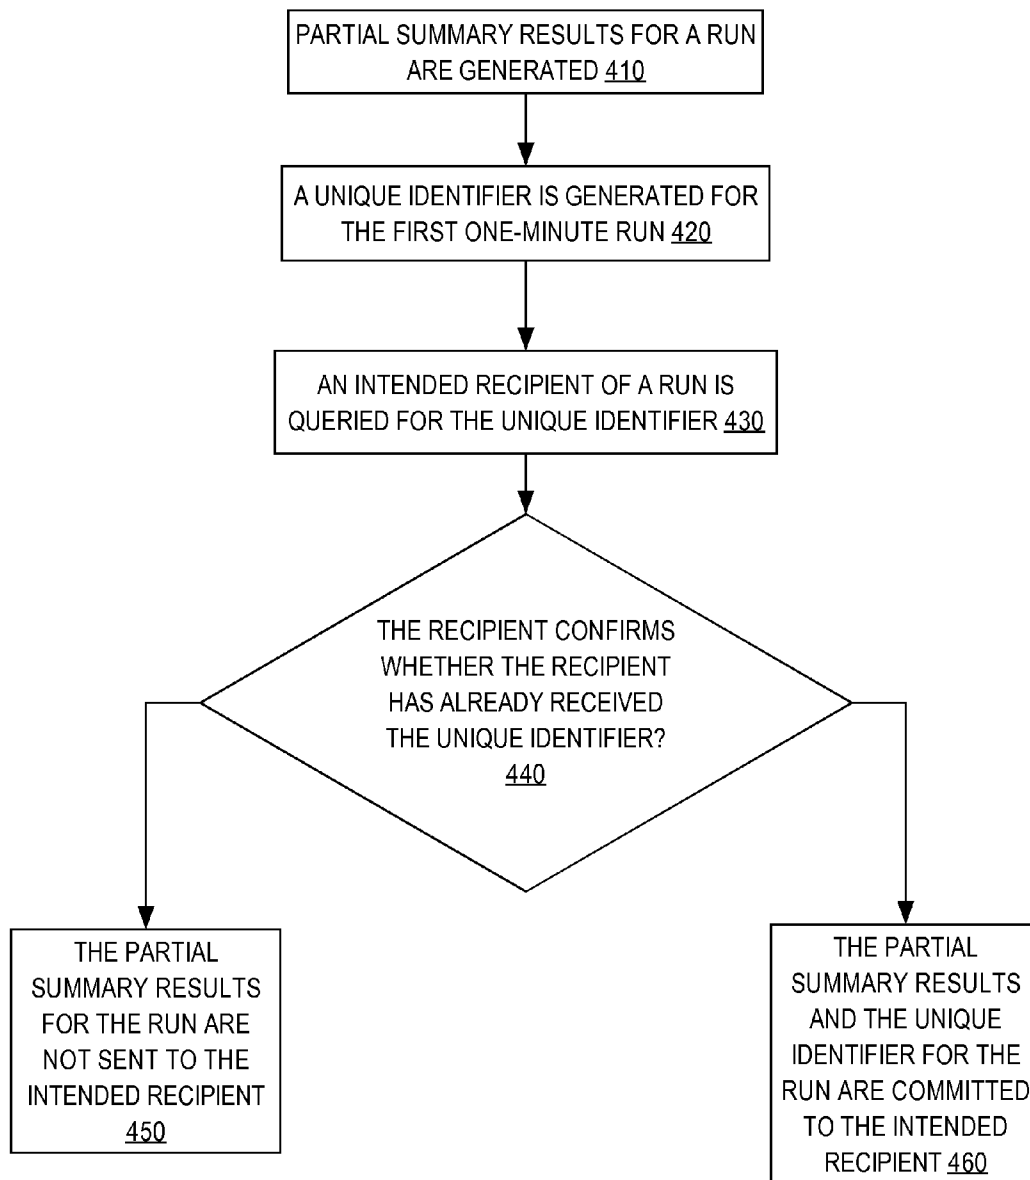 PARTIAL SUMMARY RESULTS FOR A RUN
ARE GENERATED 410
A UNIQUE IDENTIFIER IS GENERATED FOR
THE FIRST ONE-MINUTE RUN 420
AN INTENDED RECIPIENT OF A RUN IS
QUERIED FOR THE UNIQUE IDENTIFIER 430
THE RECIPIENT CONFIRMS
WHETHER THE RECIPIENT
HAS ALREADY RECEIVED
THE UNIQUE IDENTIFIER?
440
THE PARTIAL
SUMMARY RESULTS
FOR THE RUN ARE
NOT SENT TO THE
INTENDED RECIPIENT
450
THE PARTIAL
SUMMARY RESULTS
AND THE UNIQUE
IDENTIFIER FOR THE
RUN ARE COMMITTED
TO THE INTENDED
RECIPIENT 460